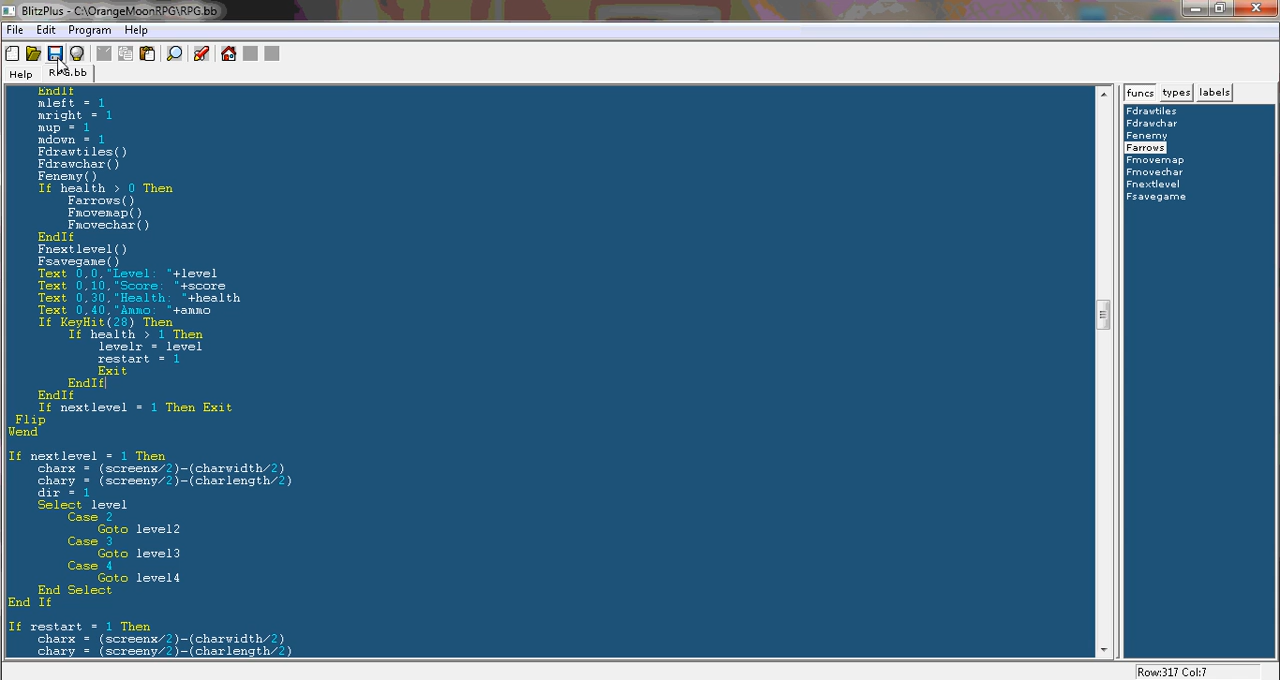 BlitzPlus - C:\OrangeMoonRPG\RPG.bb
File Edit Program Help
Help RPG.bb
EndIf
mleft = 1
mright = 1
mup = 1
mdown = 1
Fdrawtiles()
Fdrawchar()
Fenemy()
If health > 0 Then
Farrows()
Fmovemap()
Fmovechar()
EndIf
Fnextlevel()
Fsavegame()
Text 0,0,"Level: "+level
Text 0,10,"Score: "+score
Text 0,30,"Health: "+health
Text 0,40,"Ammo: "+ammo
If KeyHit(28) Then
If health > 1 Then
levelr = level
restart = 1
Exit
EndIf
EndIf
If nextlevel = 1 Then Exit
Flip
Wend
If nextlevel = 1 Then
charx = (screenx/2)-(charwidth/2)
chary = (screeny/2)-(charlength/2)
dir = 1
Select level
Case 2
Goto level2
Case 3
Goto level3
Case 4
Goto level4
End Select
End If
If restart = 1 Then
charx = (screenx/2)-(charwidth/2)
chary = (screeny/2)-(charlength/2)
funcs types labels
Fdrawtiles
Fdrawchar
Fenemy
Farrows
Fmovemap
Fmovechar
Fnextlevel
Fsavegame
Row:317 Col:7